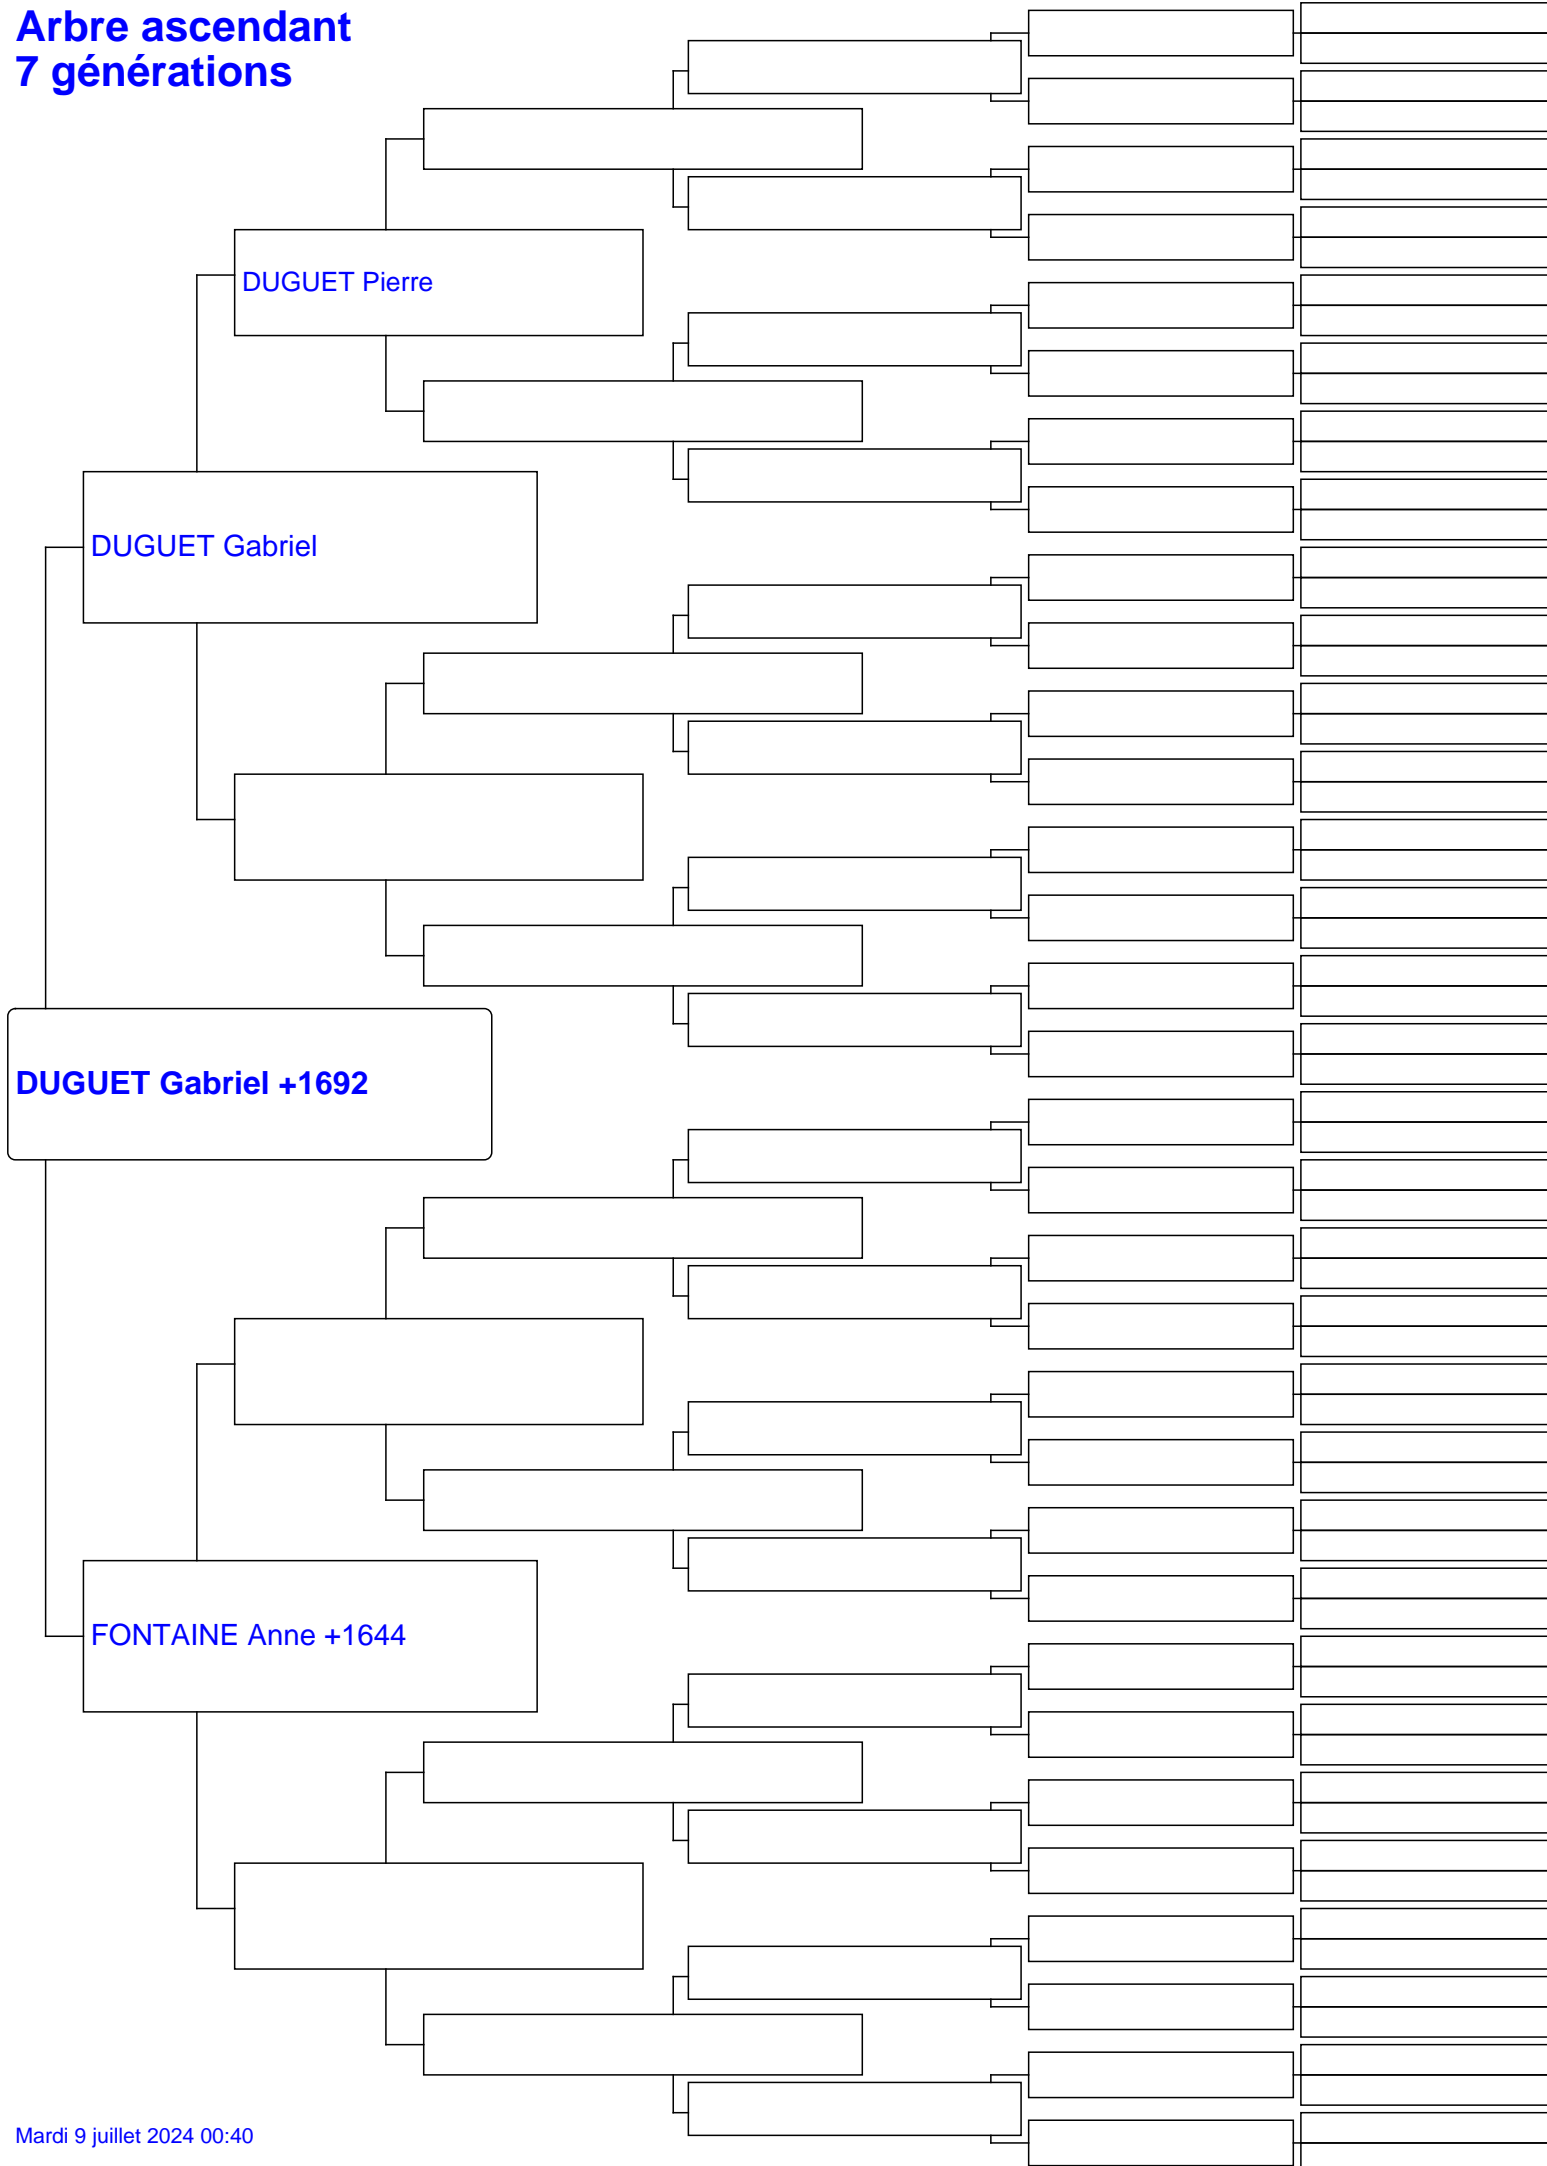 Arbre ascendant
7 générations
DUGUET Pierre
DUGUET Gabriel
DUGUET Gabriel +1692
FONTAINE Anne +1644
Mardi 9 juillet 2024 00:40